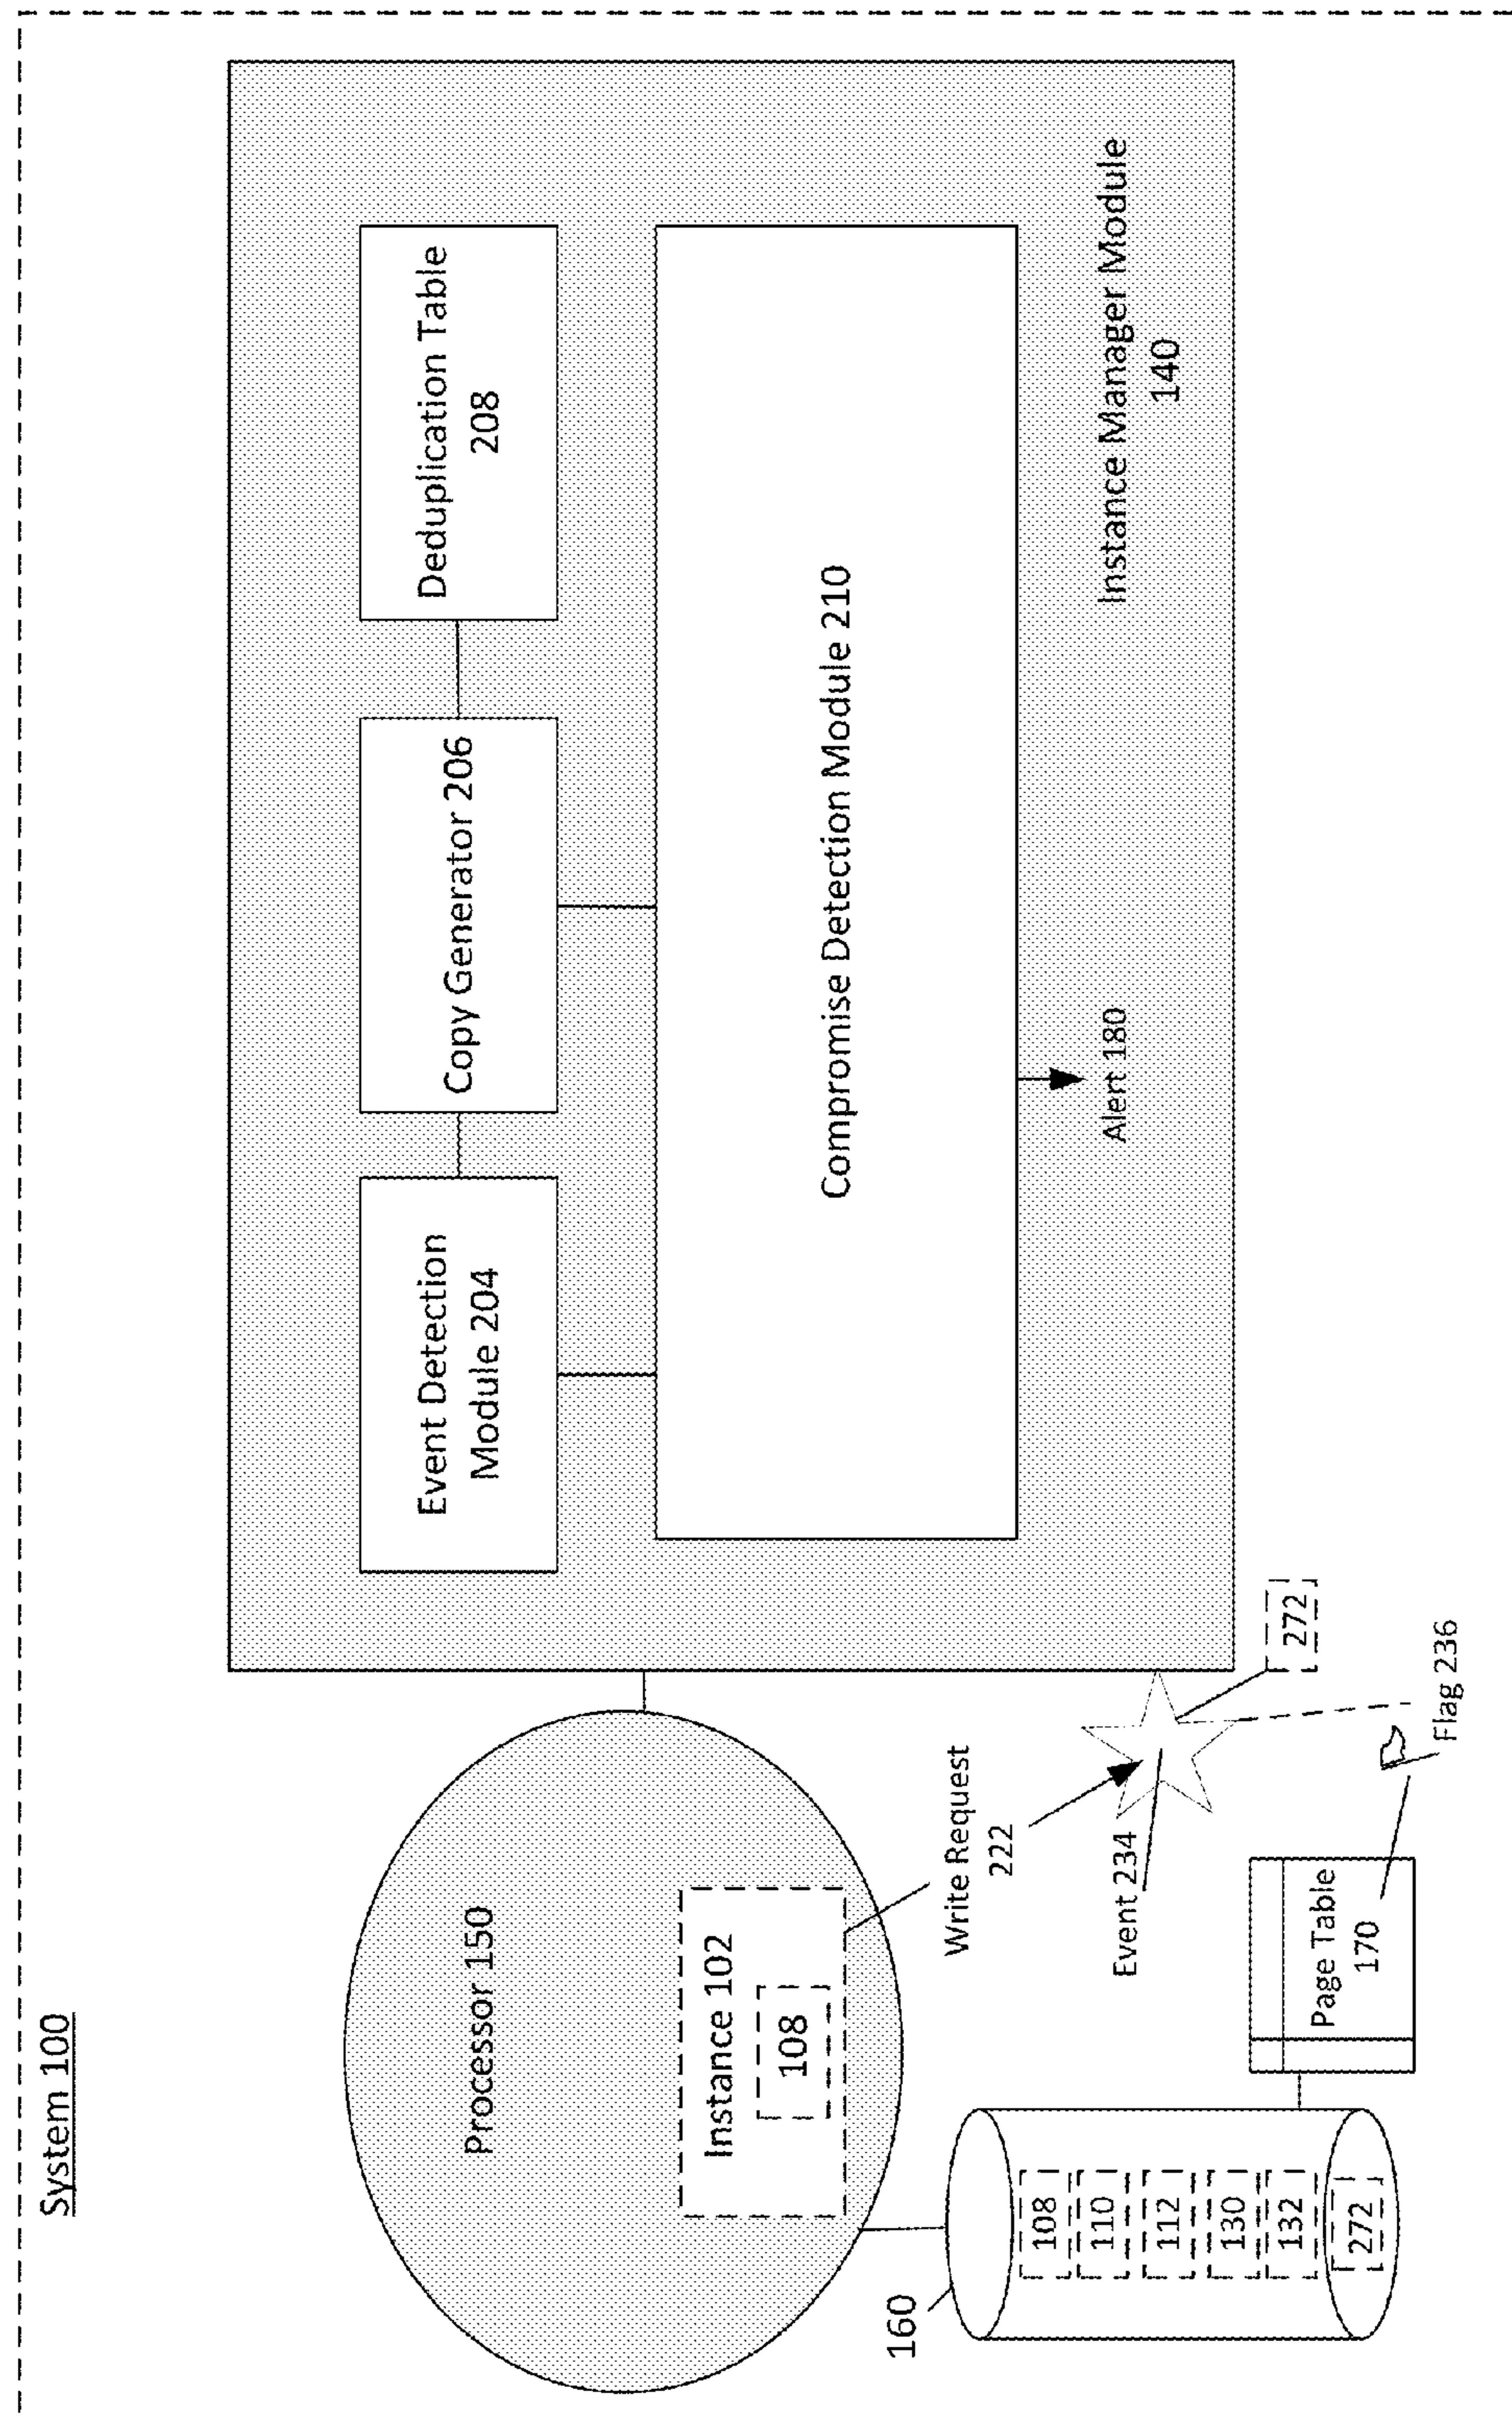 System 100
Processor 150
Instance 102
108
160
108
110
112
130
132
272
Page Table
170
Write Request
222
Event 234
Flag 236
272
Event Detection
Module 204
Copy Generator 206
Deduplication Table
208
Compromise Detection Module 210
Alert 180
Instance Manager Module
140